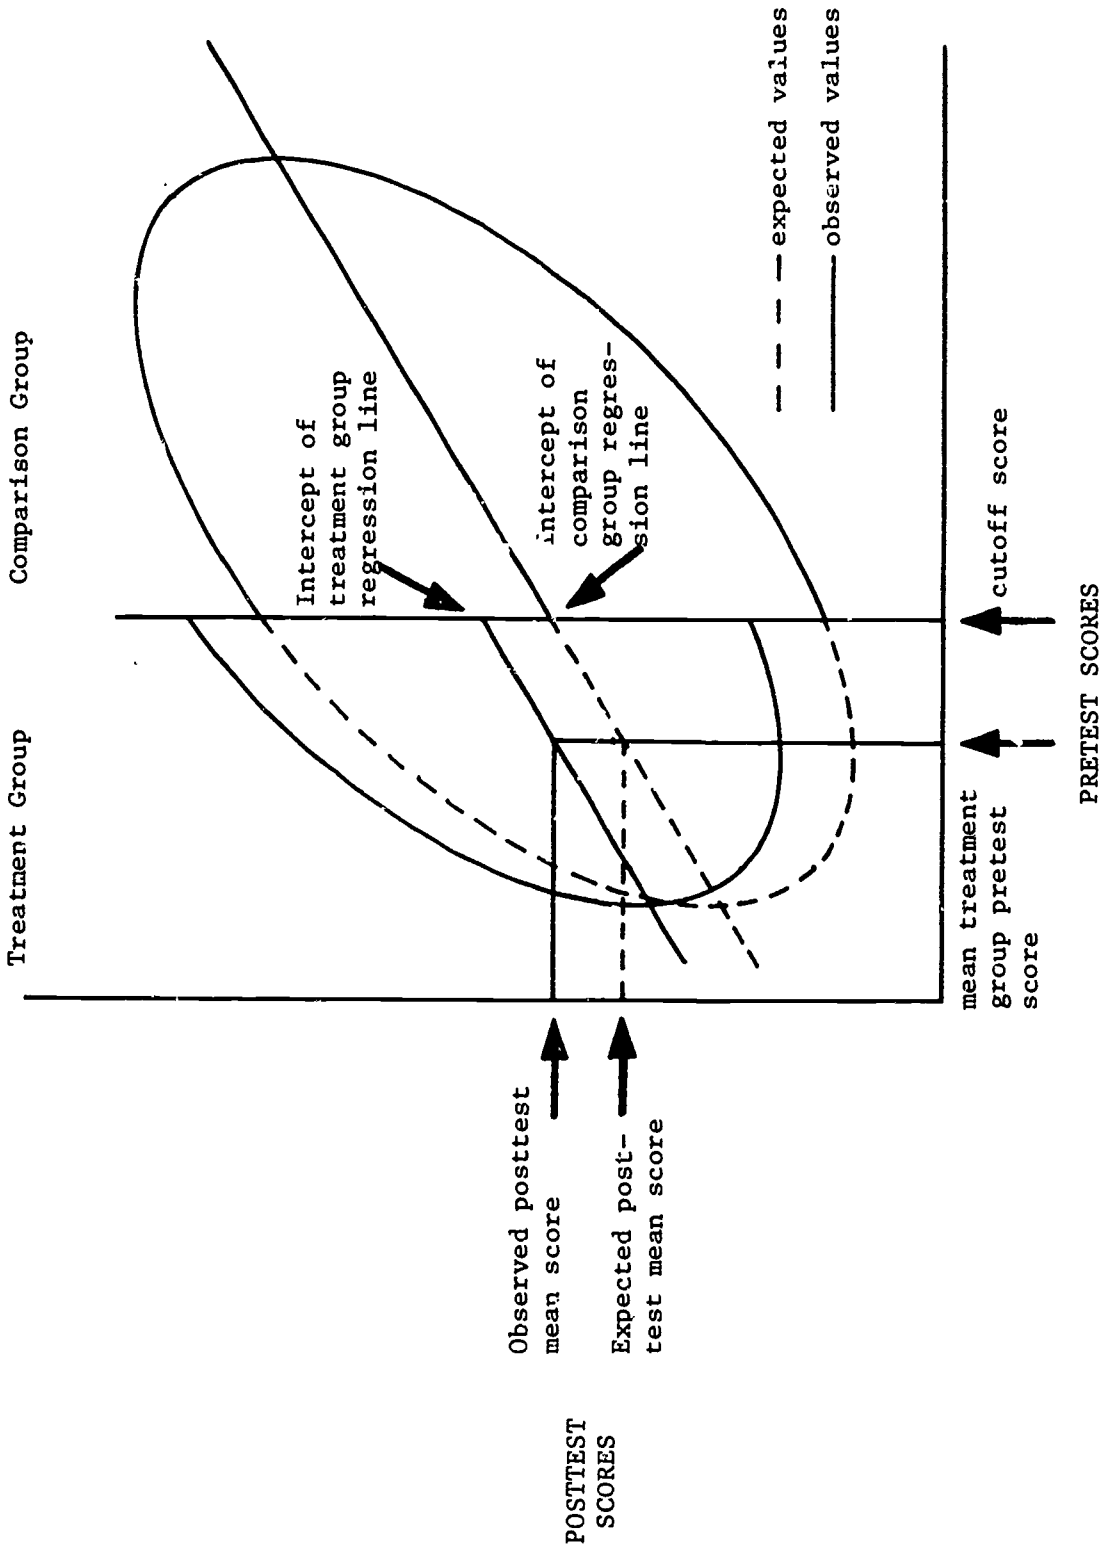 Treatment Group
Comparison Group
Intercept of
treatment group
regression line
intercept of
comparison
group regres-
sion line
Observed posttest
mean score
Expected post-
test mean score
POSTTEST
SCORES
expected values
observed values
mean treatment
group pretest
score
cutoff score
PRETEST SCORES